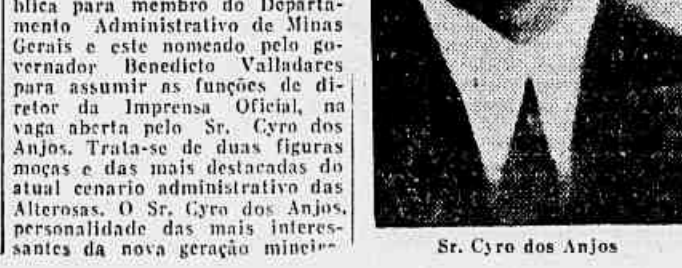 blica para membro do Departa-
mento Administrativo de Minas
Gerais e este nomeado pelo go-
vernador Benedicto Valladares
para assumir as funções de di-
retor da Imprensa Oficial, na
vaga aberta pelo Sr. Cyro dos
Anjos. Trata-se de duas figuras
moças e das mais destacadas do
atual cenario administrativo das
Alterosas. O Sr. Cyro dos Anjos,
personalidade das mais interes-
santes da nova geração minei
Sr. Cyro dos Anjos